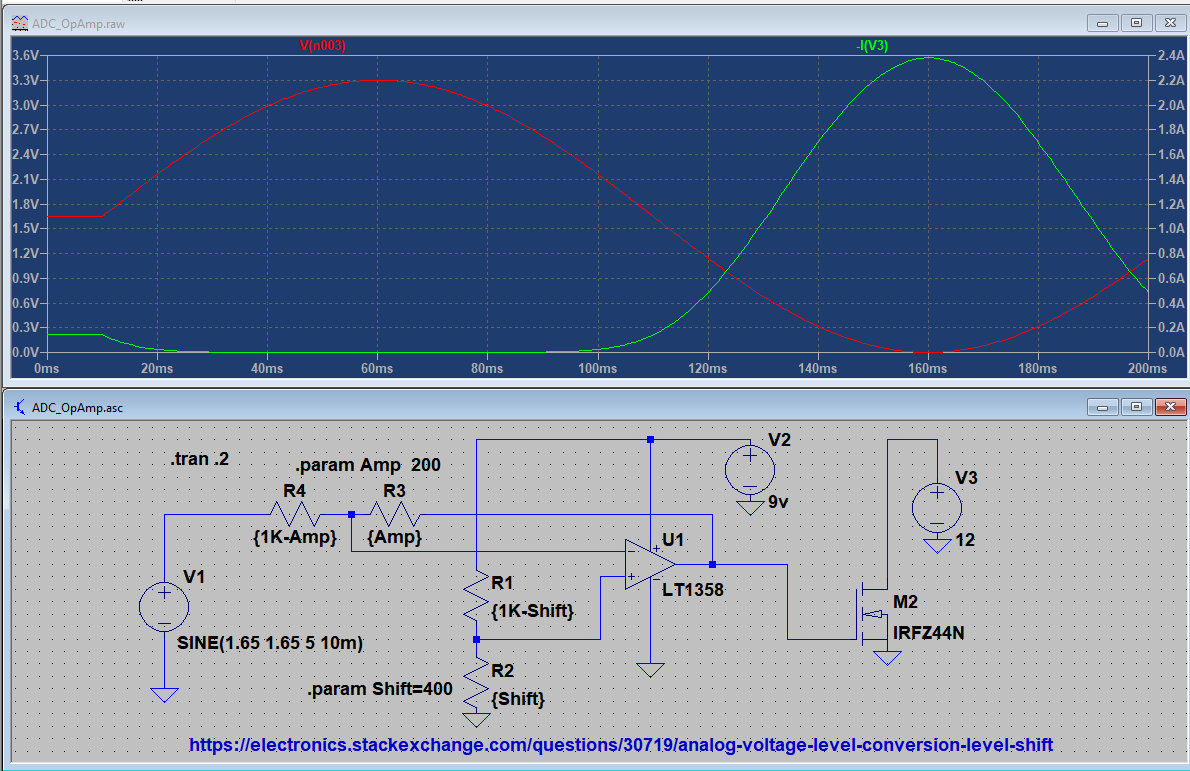 ADC_OpAmp.raw
V(n003) -I(V3)
3.6V 2.4A
3.3V 2.2A
3.0V 2.0A
2.7V 1.8A
2.4V 1.6A
2.1V 1.4A
1.8V 1.2A
1.5V 1.0A
1.2V 0.8A
0.9V 0.6A
0.6V 0.4A
0.3V 0.2A
0.0V 0.0A
0ms 20ms 40ms 60ms 80ms 100ms 120ms 140ms 160ms 180ms 200ms
ADC_OpAmp.asc
.tran .2
.param Amp 200
R4 R3
{1K-Amp} {Amp}
V2
9v
V3
12
U1
LT1358
V1
SINE(1.65 1.65 5 10m)
R1
{1K-Shift}
M2
IRFZ44N
R2
{Shift}
.param Shift=400
https://electronics.stackexchange.com/questions/30719/analog-voltage-level-conversion-level-shift